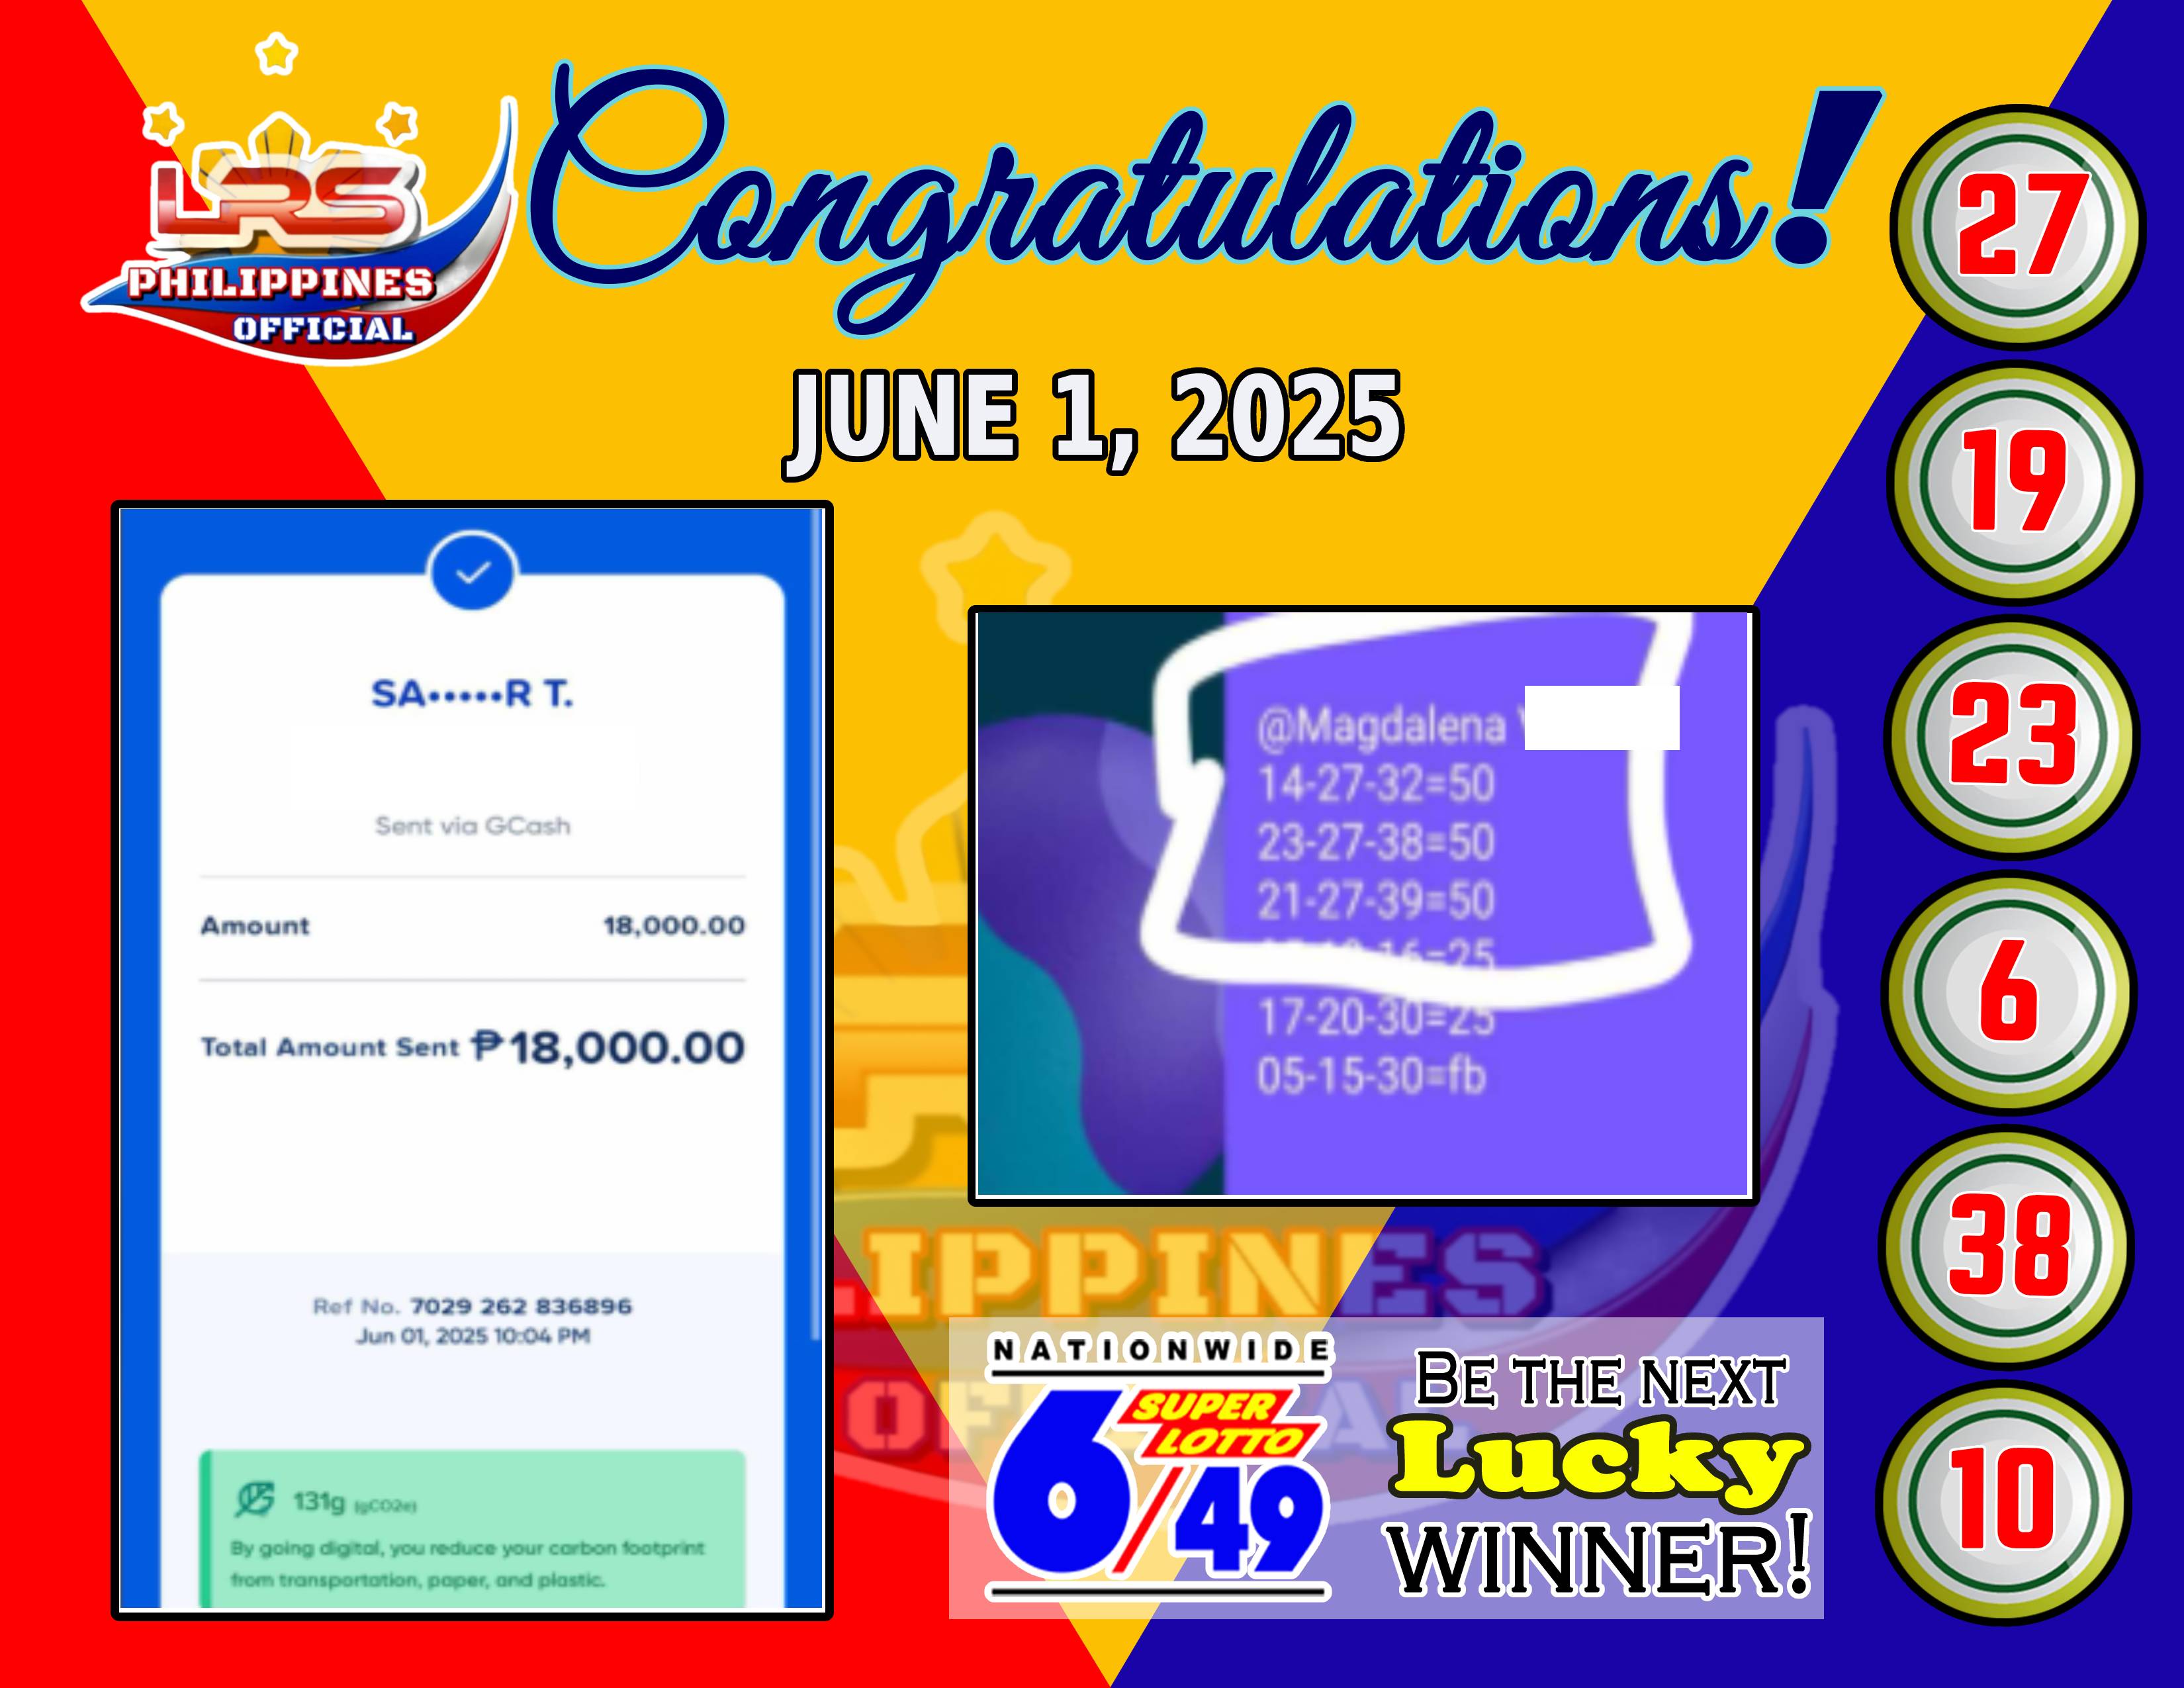 LRS
PHILIPPINES
OFFICIAL
Congratulations!
JUNE 1, 2025
SA•••••R T.
Sent via GCash
Amount 18,000.00
Total Amount Sent ₱18,000.00
Ref No. 7029 262 836896
Jun 01, 2025 10:04 PM
131g (gCO2e)
By going digital, you reduce your carbon footprint
from transportation, paper, and plastic.
@Magdalena
14-27-32=50
23-27-38=50
21-27-39=50
16=25
17-20-30=25
05-15-30=fb
LIPPINES
NATIONWIDE
SUPER
LOTTO
6/49
BE THE NEXT
Lucky
WINNER!
27
19
23
6
38
10